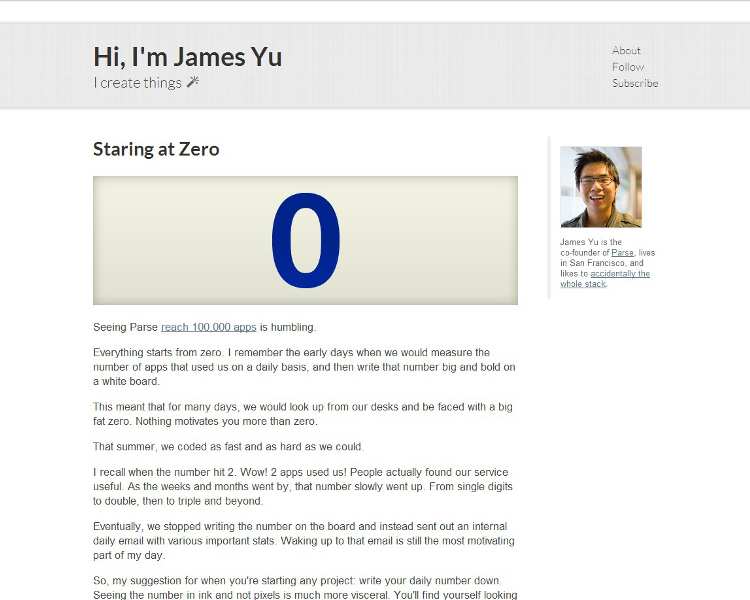 Hi, I'm James Yu
I create things
About
Follow
Subscribe
Staring at Zero
0
James Yu is the
co-founder of Parse, lives
in San Francisco, and
likes to accidentally the
whole stack.
Seeing Parse reach 100,000 apps is humbling.
Everything starts from zero. I remember the early days when we would measure the
number of apps that used us on a daily basis, and then write that number big and bold on
a white board.
This meant that for many days, we would look up from our desks and be faced with a big
fat zero. Nothing motivates you more than zero.
That summer, we coded as fast and as hard as we could.
I recall when the number hit 2. Wow! 2 apps used us! People actually found our service
useful. As the weeks and months went by, that number slowly went up. From single digits
to double, then to triple and beyond.
Eventually, we stopped writing the number on the board and instead sent out an internal
daily email with various important stats. Waking up to that email is still the most motivating
part of my day.
So, my suggestion for when you're starting any project: write your daily number down.
Seeing the number in ink and not pixels is much more visceral. You'll find yourself looking